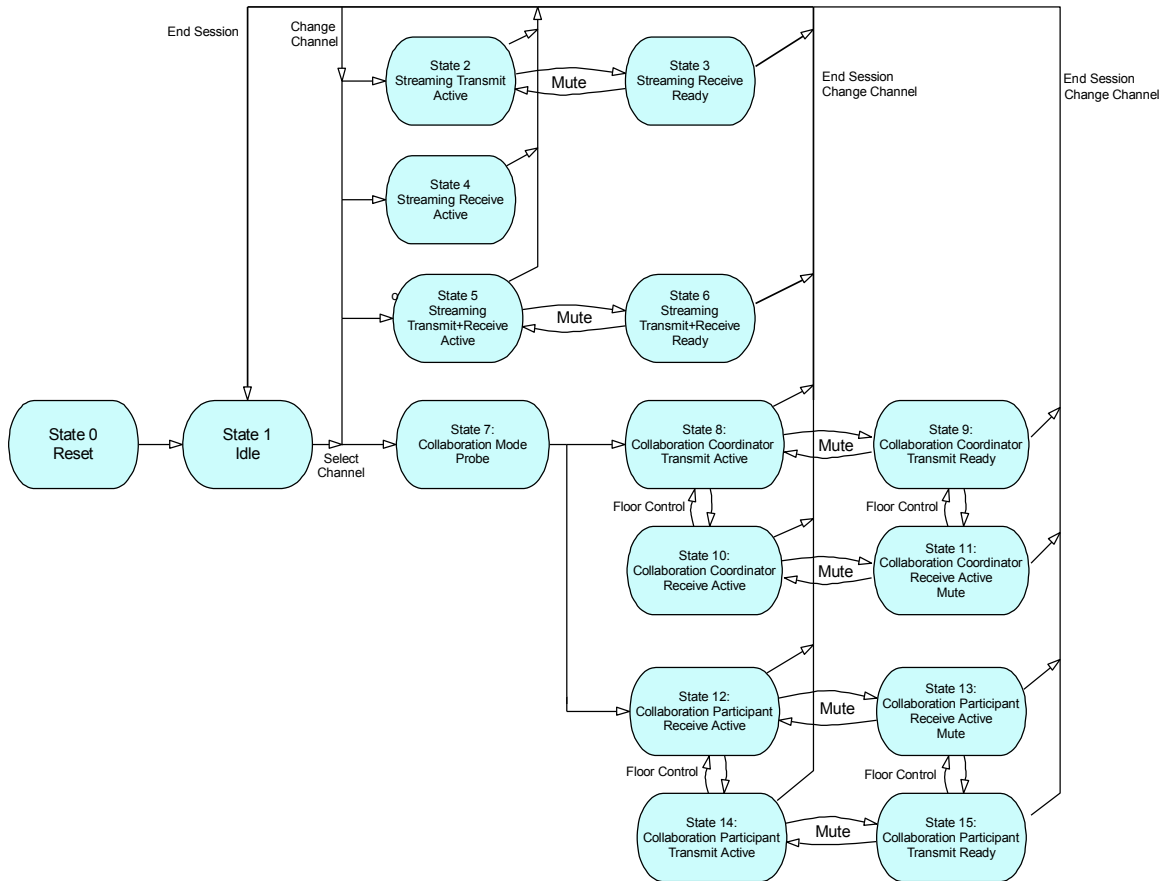 End Session
Change
Channel
State 2
Streaming Transmit
Active
Mute
State 3
Streaming Receive
Ready
End Session
Change Channel
End Session
Change Channel
State 4
Streaming Receive
Active
State 5
Streaming
Transmit+Receive
Active
Mute
State 6
Streaming
Transmit+Receive
Ready
State 0
Reset
State 1
Idle
Select
Channel
State 7:
Collaboration Mode
Probe
State 8:
Collaboration Coordinator
Transmit Active
Mute
State 9:
Collaboration Coordinator
Transmit Ready
Floor Control
Floor Control
State 10:
Collaboration Coordinator
Receive Active
Mute
State 11:
Collaboration Coordinator
Receive Active
Mute
State 12:
Collaboration Participant
Receive Active
Mute
State 13:
Collaboration Participant
Receive Active
Mute
Floor Control
Floor Control
State 14:
Collaboration Participant
Transmit Active
Mute
State 15:
Collaboration Participant
Transmit Ready